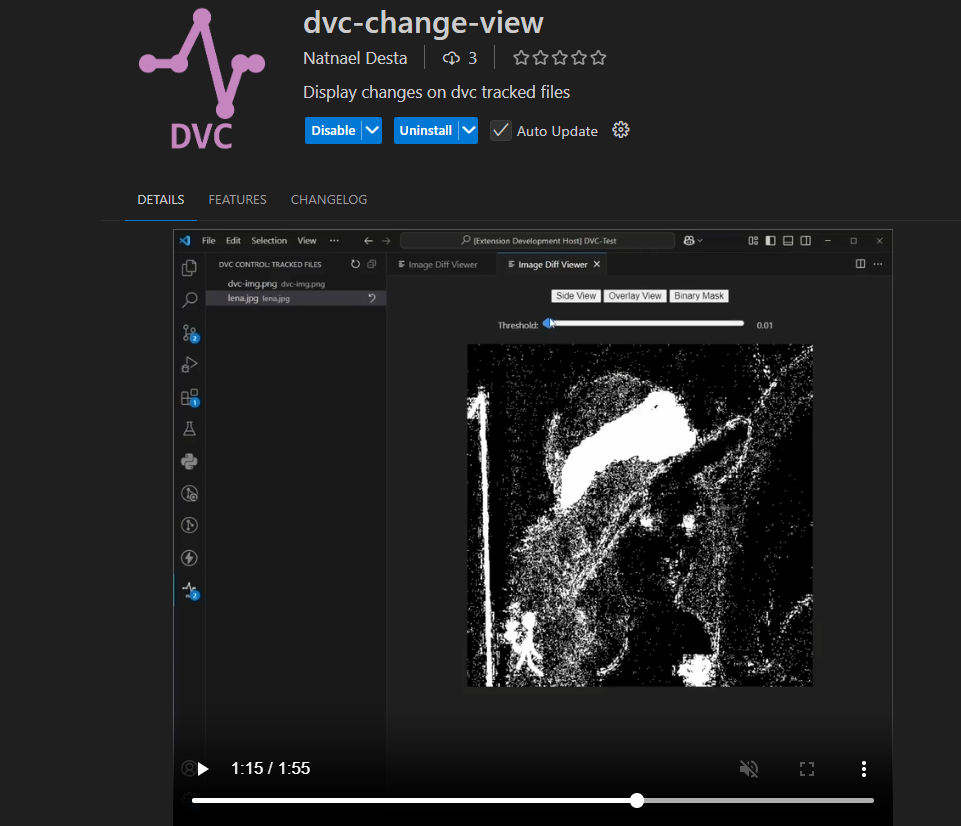 dvc-change-view
Natnael Desta 3
Display changes on dvc tracked files
DVC
Disable Uninstall Auto Update
DETAILS FEATURES CHANGELOG
File Edit Selection View ··· [Extension Development Host] DVC-Test
DVC CONTROL: TRACKED FILES
dvc-img.png dvc-img.png
lena.jpg lena.jpg
Image Diff Viewer Image Diff Viewer
Side View Overlay View Binary Mask
Threshold: 0.01
2
1
2
1:15 / 1:55